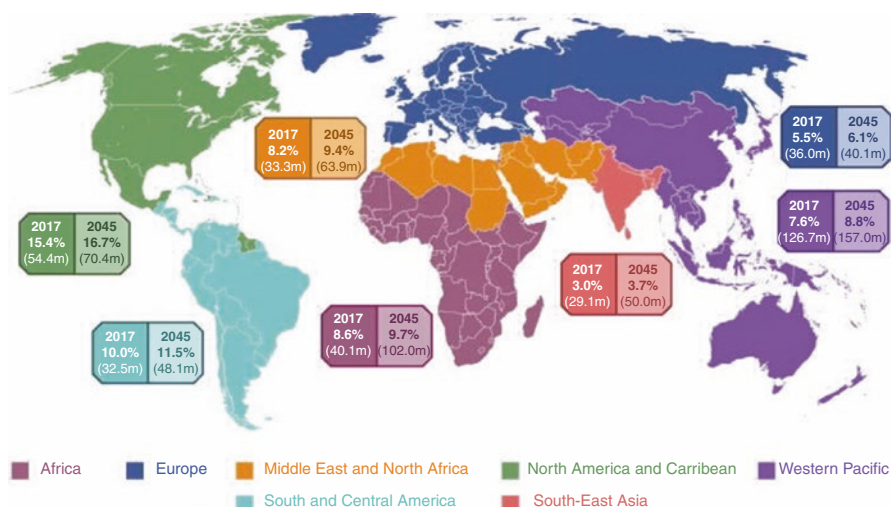 2017 2045
8.2% 9.4%
(33.3m) (63.9m)
2017 2045
5.5% 6.1%
(36.0m) (40.1m)
2017 2045
15.4% 16.7%
(54.4m) (70.4m)
2017 2045
7.6% 8.8%
(126.7m) (157.0m)
2017 2045
3.0% 3.7%
(29.1m) (50.0m)
2017 2045
8.6% 9.7%
(40.1m) (102.0m)
2017 2045
10.0% 11.5%
(32.5m) (48.1m)
Africa Europe Middle East and North Africa North America and Carribean Western Pacific
South and Central America South-East Asia